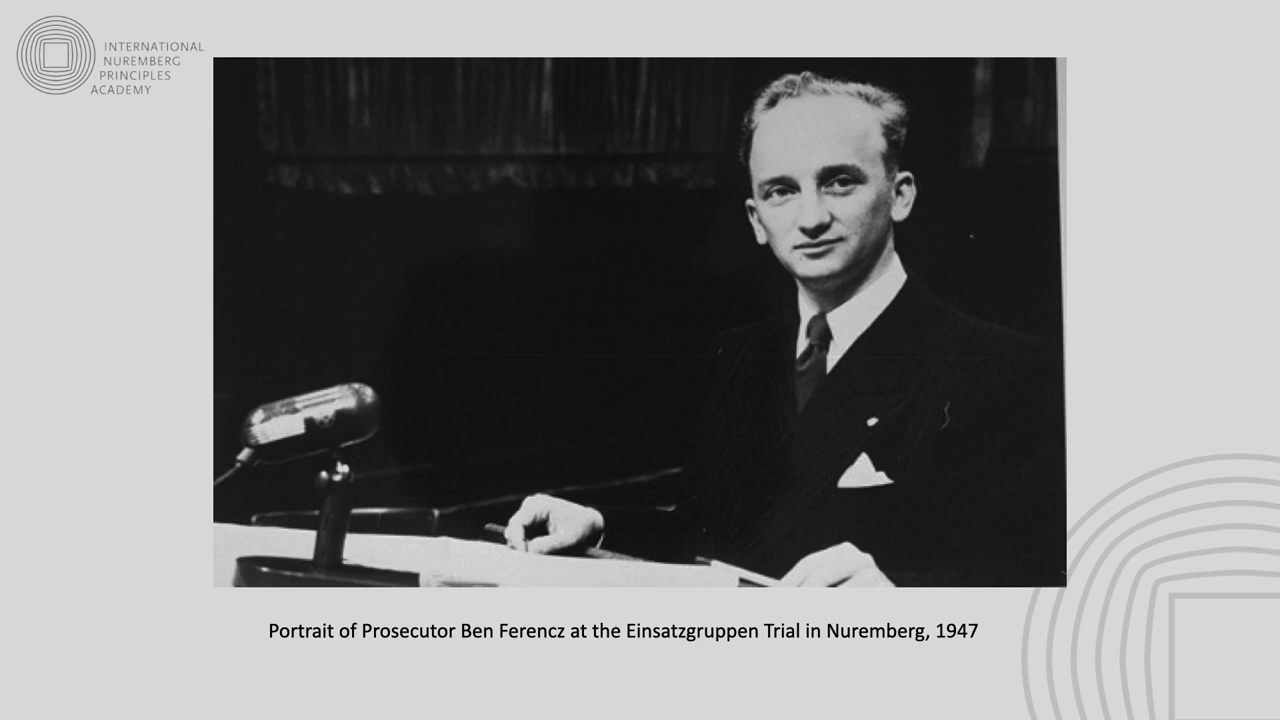 INTERNATIONAL
NUREMBERG
PRINCIPLES
ACADEMY
Portrait of Prosecutor Ben Ferencz at the Einsatzgruppen Trial in Nuremberg, 1947